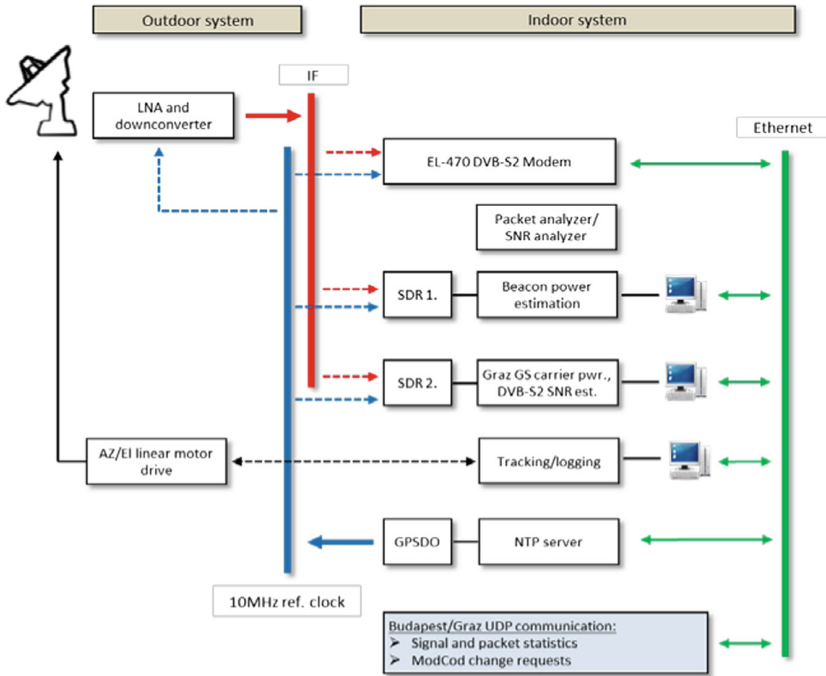 Outdoor system
Indoor system
IF
LNA and
downconverter
Ethernet
EL-470 DVB-S2 Modem
Packet analyzer/
SNR analyzer
SDR 1.
Beacon power
estimation
SDR 2.
Graz GS carrier pwr.,
DVB-S2 SNR est.
AZ/El linear motor
drive
Tracking/logging
GPSDO
NTP server
10MHz ref. clock
Budapest/Graz UDP communication:
➤ Signal and packet statistics
➤ ModCod change requests